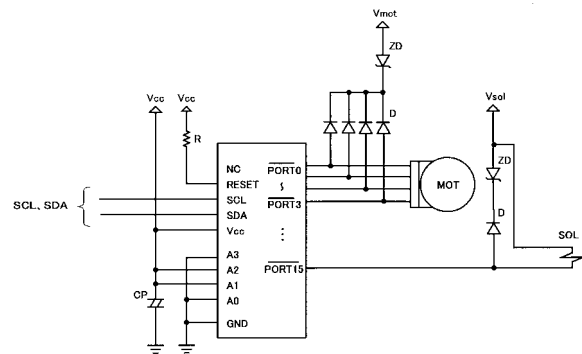 Vmot
ZD
Vcc
Vcc
D
Vsol
R
ZD
NC
PORT0
RESET
MOT
SCL
PORT3
D
SCL、SDA
SDA
SOL
Vcc
A3
A2
PORT15
A1
CP
A0
GND